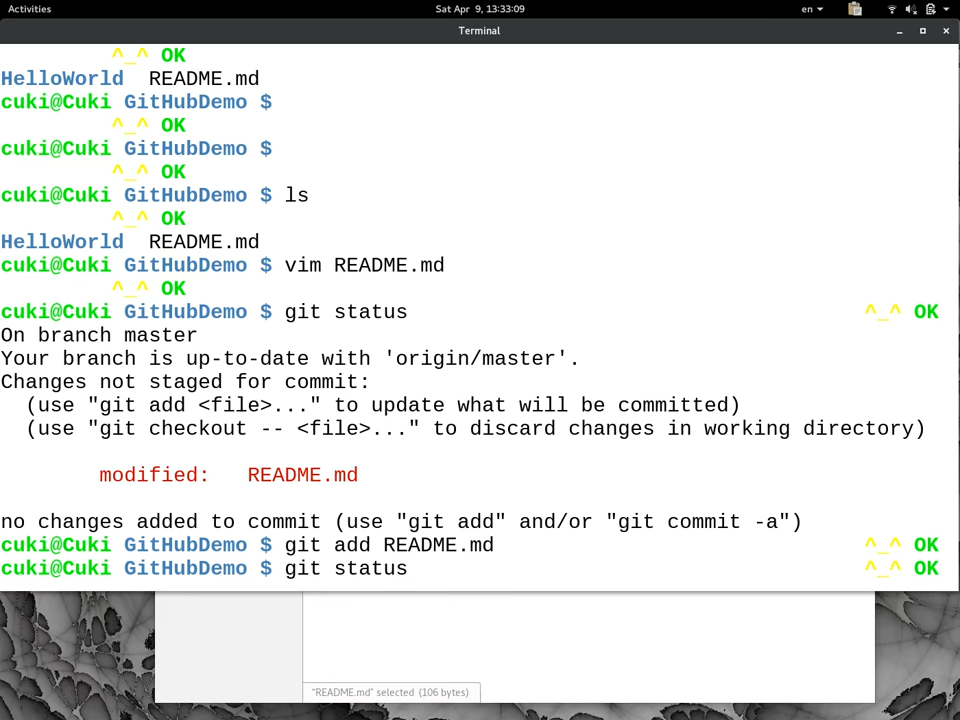 Activities Sat Apr 9, 13:33:09 en
Terminal
^_^ OK
HelloWorld README.md
cuki@Cuki GitHubDemo $
^_^ OK
cuki@Cuki GitHubDemo $
^_^ OK
cuki@Cuki GitHubDemo $ ls
^_^ OK
HelloWorld README.md
cuki@Cuki GitHubDemo $ vim README.md
^_^ OK
cuki@Cuki GitHubDemo $ git status ^_^ OK
On branch master
Your branch is up-to-date with 'origin/master'.
Changes not staged for commit:
(use "git add <file>..." to update what will be committed)
(use "git checkout -- <file>..." to discard changes in working directory)
modified: README.md
no changes added to commit (use "git add" and/or "git commit -a")
cuki@Cuki GitHubDemo $ git add README.md ^_^ OK
cuki@Cuki GitHubDemo $ git status ^_^ OK
"README.md" selected (106 bytes)